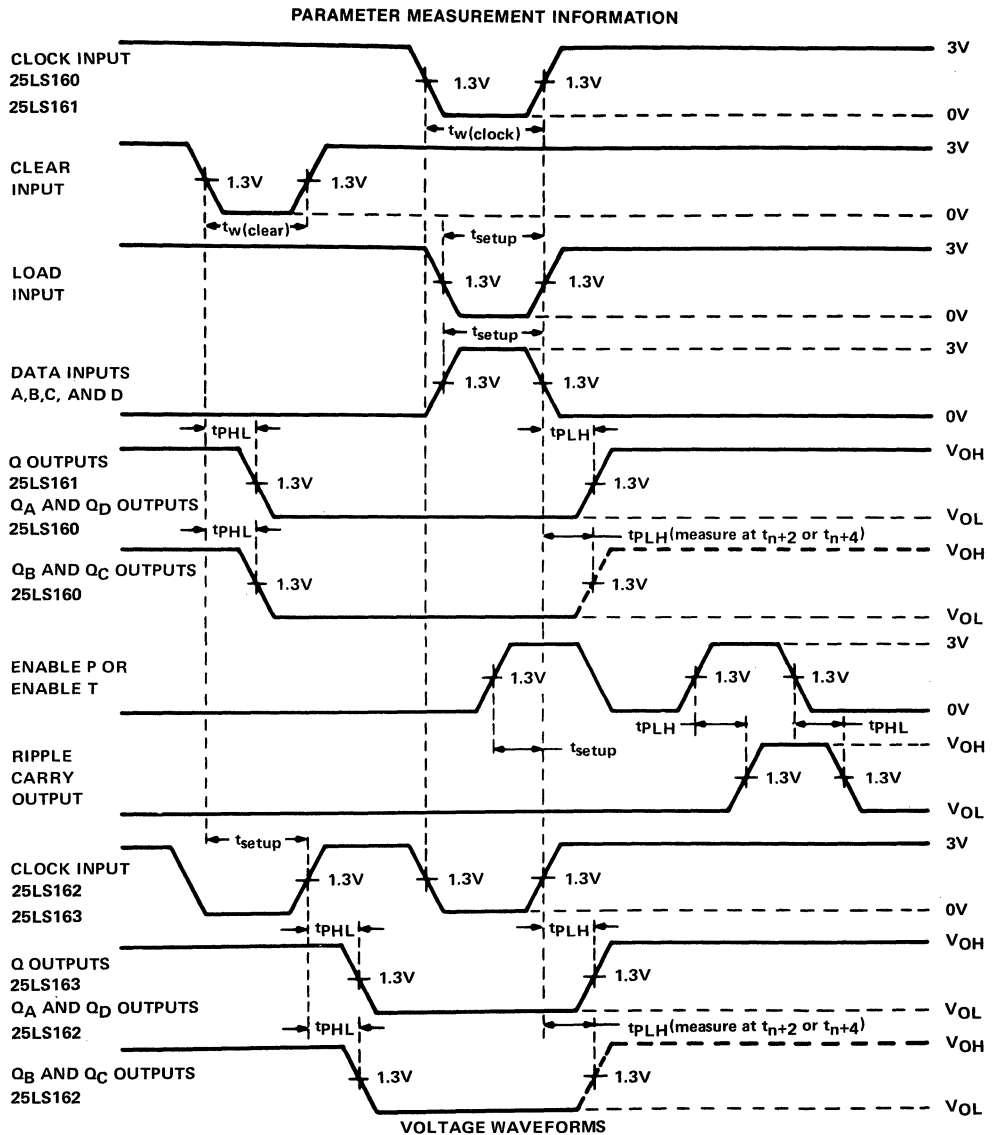 PARAMETER MEASUREMENT INFORMATION
CLOCK INPUT
25LS160
25LS161
1.3V
1.3V
3V
0V
tw(clock)
CLEAR
INPUT
1.3V
1.3V
3V
0V
tw(clear)
tsetup
LOAD
INPUT
1.3V
1.3V
3V
0V
tsetup
DATA INPUTS
A,B,C, AND D
1.3V
1.3V
3V
0V
tPHL
tPLH
Q OUTPUTS
25LS161
QA AND QD OUTPUTS
25LS160
1.3V
1.3V
VOH
VOL
tPHL
tPLH(measure at tn+2 or tn+4)
QB AND QC OUTPUTS
25LS160
1.3V
1.3V
VOH
VOL
ENABLE P OR
ENABLE T
1.3V
1.3V
1.3V
3V
0V
tPLH
tPHL
tsetup
RIPPLE
CARRY
OUTPUT
1.3V
1.3V
VOH
VOL
tsetup
CLOCK INPUT
25LS162
25LS163
1.3V
1.3V
1.3V
3V
0V
tPHL
tPLH
Q OUTPUTS
25LS163
QA AND QD OUTPUTS
25LS162
1.3V
1.3V
VOH
VOL
tPHL
tPLH(measure at tn+2 or tn+4)
QB AND QC OUTPUTS
25LS162
1.3V
1.3V
VOH
VOL
VOLTAGE WAVEFORMS